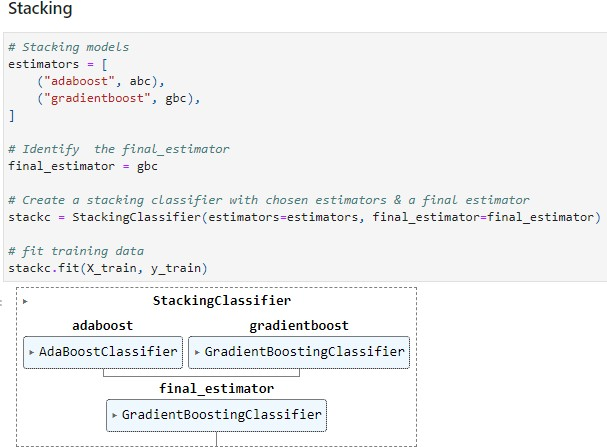 Stacking
# Stacking models
estimators = [
    ("adaboost", abc),
    ("gradientboost", gbc),
]
# Identify  the final_estimator
final_estimator = gbc
# Create a stacking classifier with chosen estimators & a final estimator
stackc = StackingClassifier(estimators=estimators, final_estimator=final_estimator)
# fit training data
stackc.fit(X_train, y_train)
StackingClassifier
adaboost gradientboost
AdaBoostClassifier GradientBoostingClassifier
final_estimator
GradientBoostingClassifier